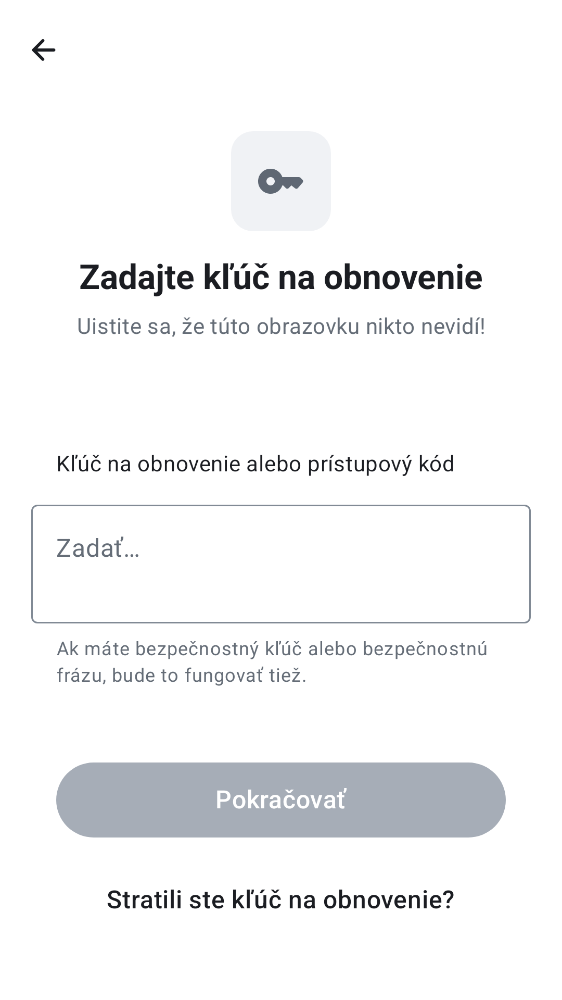 Zadajte kľúč na obnovenie
Uistite sa, že túto obrazovku nikto nevidí!
Kľúč na obnovenie alebo prístupový kód
Zadať…
Ak máte bezpečnostný kľúč alebo bezpečnostnú
frázu, bude to fungovať tiež.
Pokračovať
Stratili ste kľúč na obnovenie?